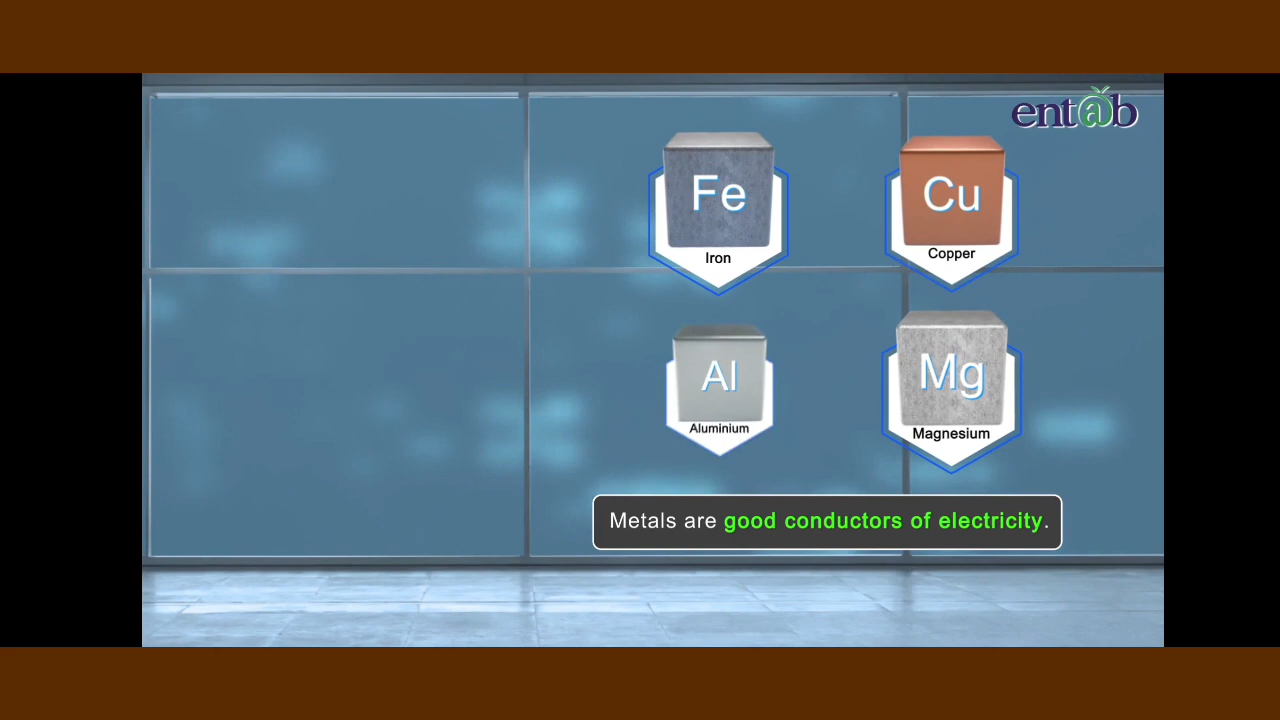 entab
Fe
Iron
Cu
Copper
Al
Aluminium
Mg
Magnesium
Metals are good conductors of electricity.